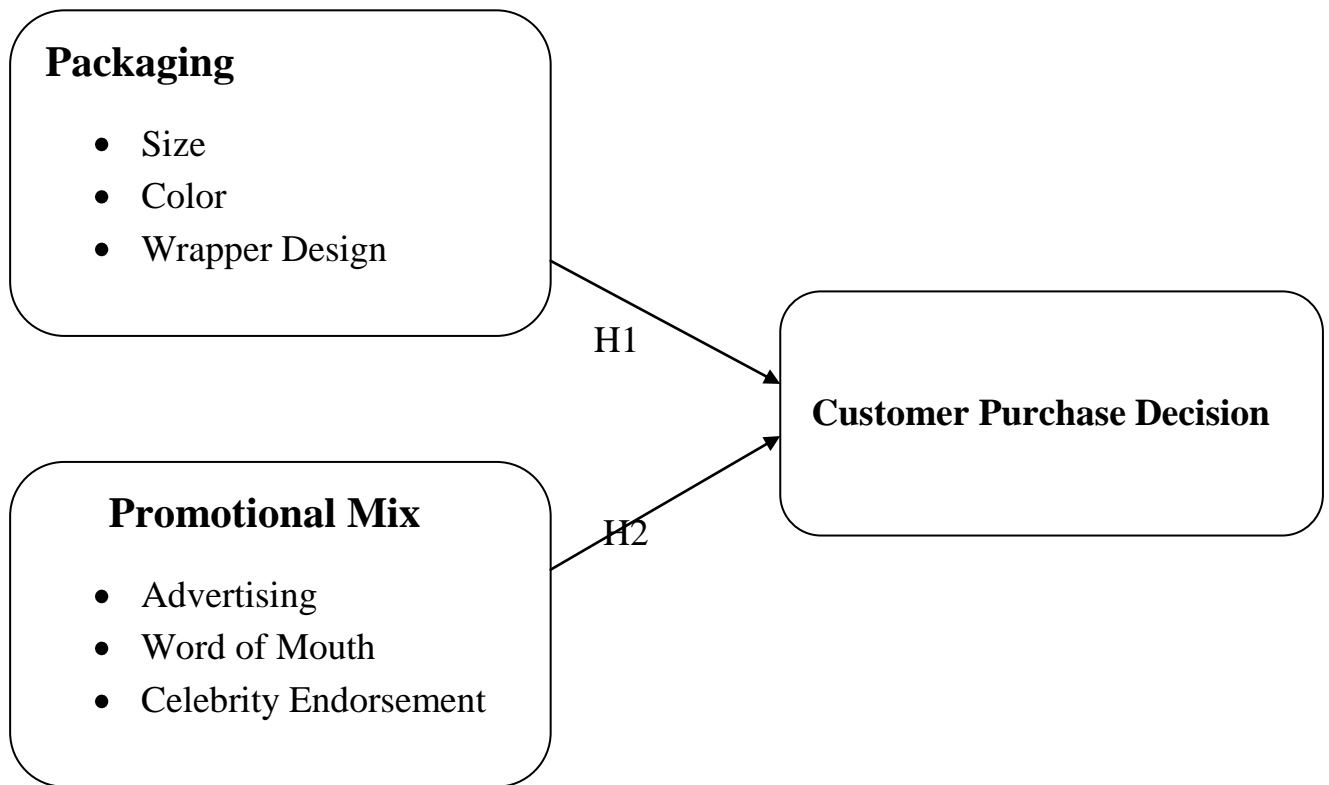 Packaging
• Size
• Color
• Wrapper Design
H1
Customer Purchase Decision
Promotional Mix
H2
• Advertising
• Word of Mouth
• Celebrity Endorsement